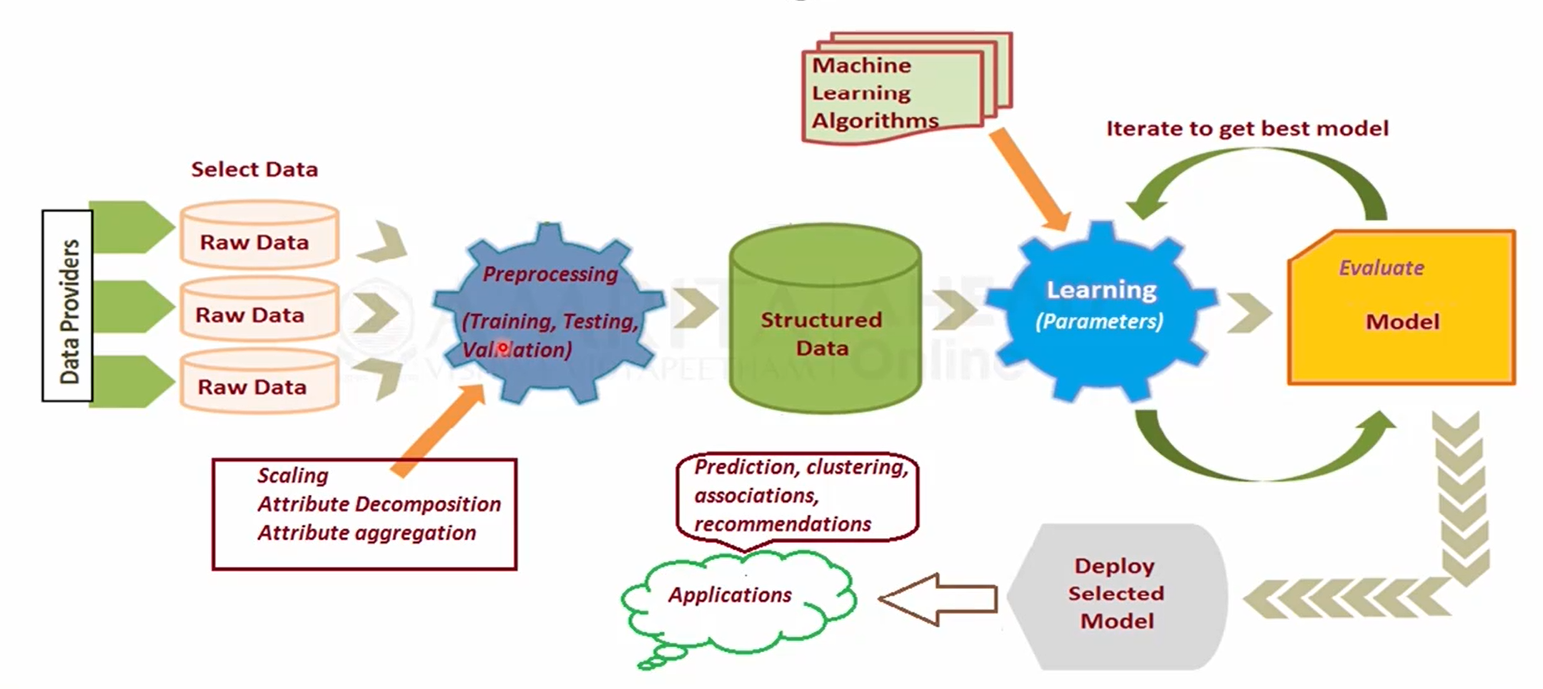 Machine
Learning
Algorithms
Iterate to get best model
Select Data
Data Providers
Raw Data
Raw Data
Raw Data
Preprocessing
(Training, Testing,
Validation)
Structured
Data
Learning
(Parameters)
Evaluate
Model
Scaling
Attribute Decomposition
Attribute aggregation
Prediction, clustering,
associations,
recommendations
Applications
Deploy
Selected
Model
AMRITA
Online